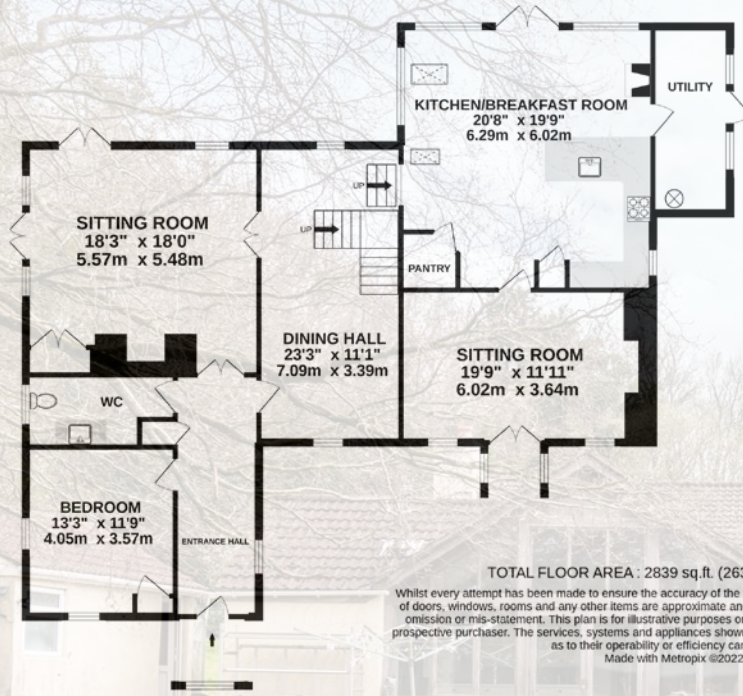 KITCHEN/BREAKFAST ROOM
20'8" x 19'9"
6.29m x 6.02m
UTILITY
UP
UP
PANTRY
SITTING ROOM
18'3" x 18'0"
5.57m x 5.48m
DINING HALL
23'3" x 11'1"
7.09m x 3.39m
SITTING ROOM
19'9" x 11'11"
6.02m x 3.64m
WC
BEDROOM
13'3" x 11'9"
4.05m x 3.57m
ENTRANCE HALL
TOTAL FLOOR AREA : 2839 sq.ft. (263
Whilst every attempt has been made to ensure the accuracy of the
of doors, windows, rooms and any other items are approximate an
omission or mis-statement. This plan is for illustrative purposes or
prospective purchaser. The services, systems and appliances shown
as to their operability or efficiency can
Made with Metropix ©2022